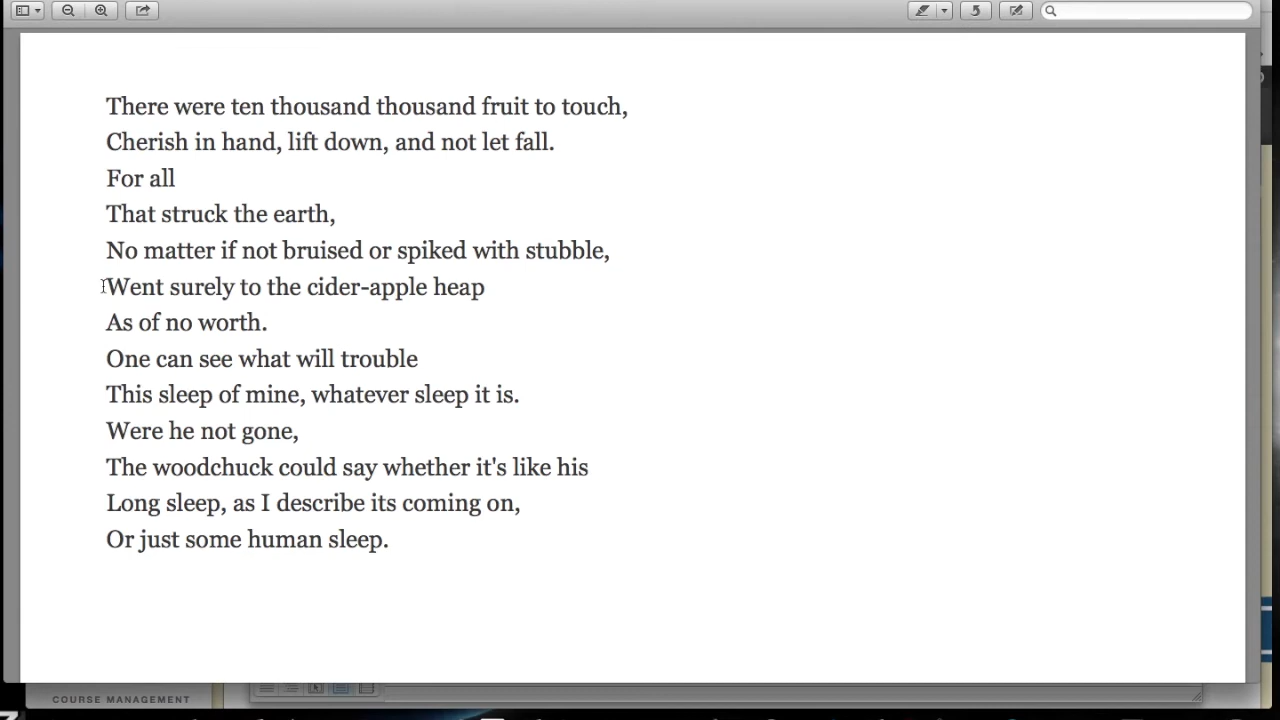 There were ten thousand thousand fruit to touch,
Cherish in hand, lift down, and not let fall.
For all
That struck the earth,
No matter if not bruised or spiked with stubble,
Went surely to the cider-apple heap
As of no worth.
One can see what will trouble
This sleep of mine, whatever sleep it is.
Were he not gone,
The woodchuck could say whether it's like his
Long sleep, as I describe its coming on,
Or just some human sleep.
COURSE MANAGEMENT